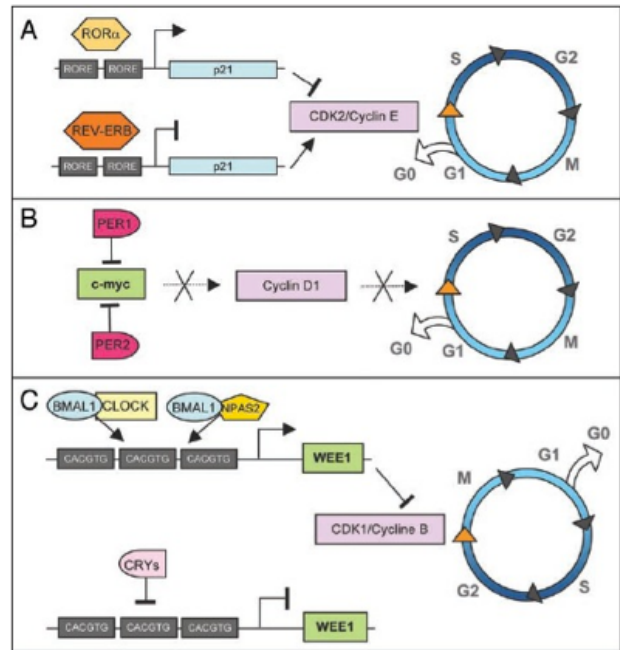 A
RORα
RORE RORE p21
REV-ERB
RORE RORE p21
CDK2/Cyclin E
S G2
G0 G1 M
B
PER1
c-myc
PER2
Cyclin D1
S G2
G0 G1 M
C
BMAL1 CLOCK BMAL1 NPAS2
CACGTG CACGTG CACGTG WEE1
CDK1/Cycline B
CRYs
CACGTG CACGTG CACGTG WEE1
G1 G0
M
G2 S